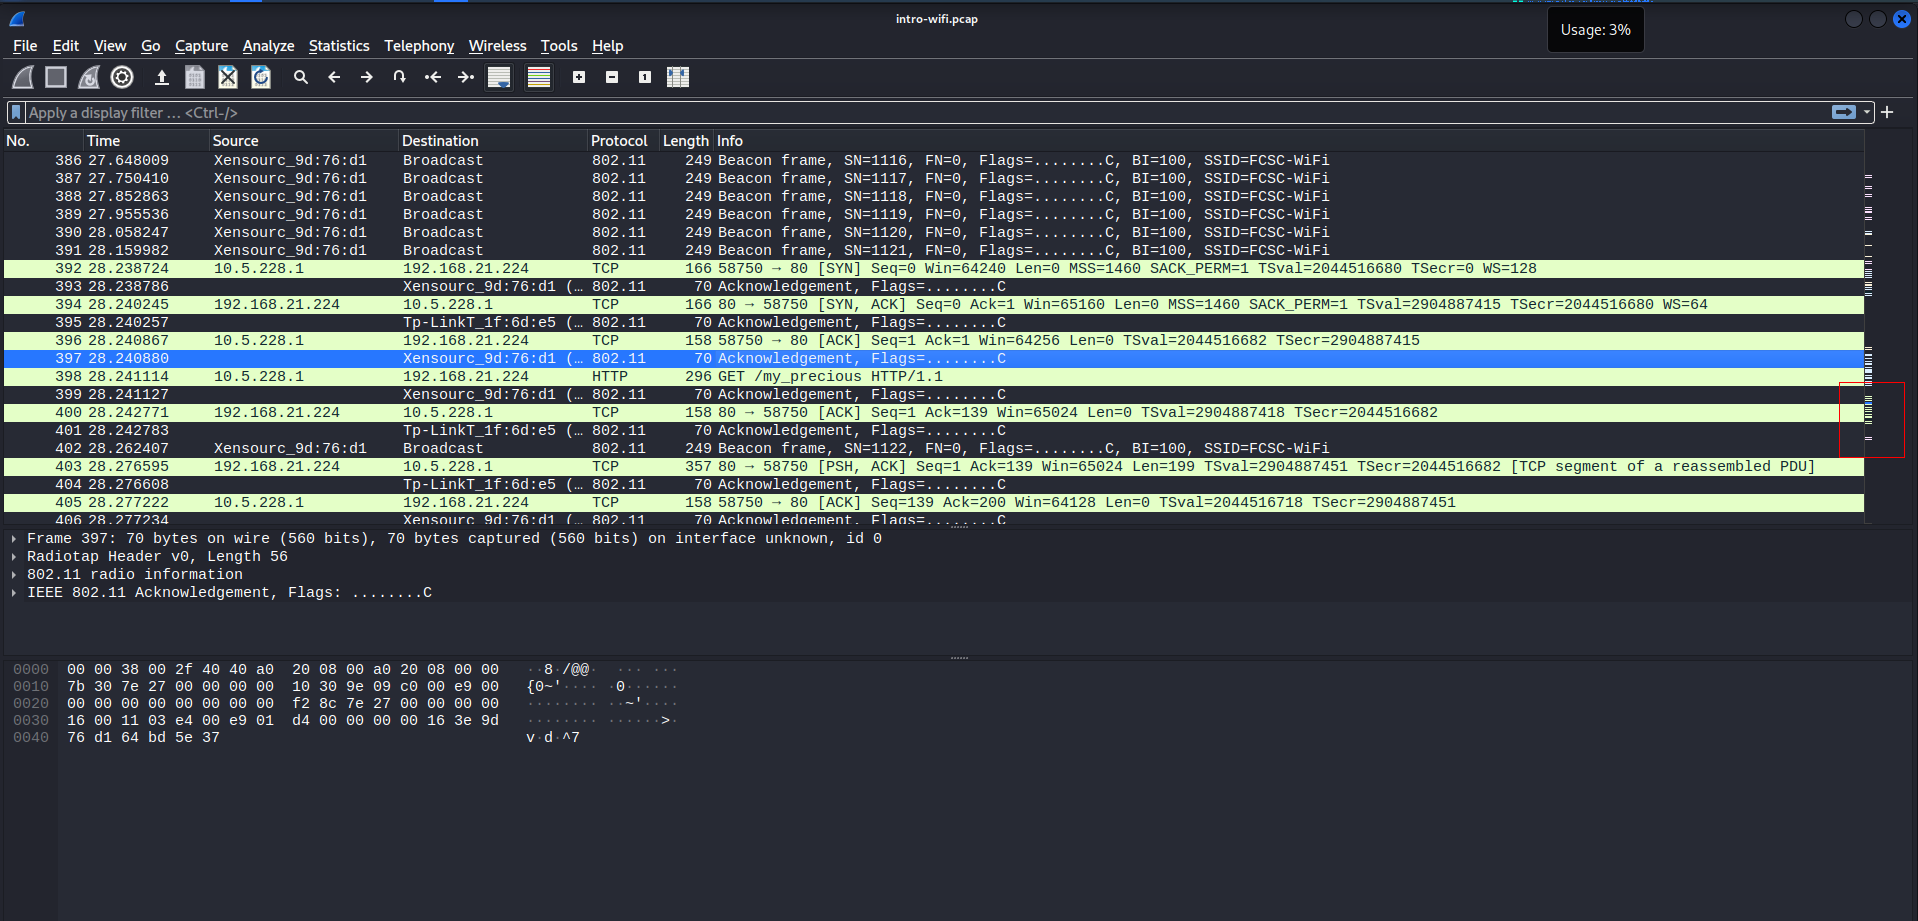 intro-wifi.pcap
Usage: 3%
File Edit View Go Capture Analyze Statistics Telephony Wireless Tools Help
Apply a display filter … <Ctrl-/>
No. Time Source Destination Protocol Length Info
386 27.648009 Xensourc_9d:76:d1 Broadcast 802.11 249 Beacon frame, SN=1116, FN=0, Flags=........C, BI=100, SSID=FCSC-WiFi
387 27.750410 Xensourc_9d:76:d1 Broadcast 802.11 249 Beacon frame, SN=1117, FN=0, Flags=........C, BI=100, SSID=FCSC-WiFi
388 27.852863 Xensourc_9d:76:d1 Broadcast 802.11 249 Beacon frame, SN=1118, FN=0, Flags=........C, BI=100, SSID=FCSC-WiFi
389 27.955536 Xensourc_9d:76:d1 Broadcast 802.11 249 Beacon frame, SN=1119, FN=0, Flags=........C, BI=100, SSID=FCSC-WiFi
390 28.058247 Xensourc_9d:76:d1 Broadcast 802.11 249 Beacon frame, SN=1120, FN=0, Flags=........C, BI=100, SSID=FCSC-WiFi
391 28.159982 Xensourc_9d:76:d1 Broadcast 802.11 249 Beacon frame, SN=1121, FN=0, Flags=........C, BI=100, SSID=FCSC-WiFi
392 28.238724 10.5.228.1 192.168.21.224 TCP 166 58750 → 80 [SYN] Seq=0 Win=64240 Len=0 MSS=1460 SACK_PERM=1 TSval=2044516680 TSecr=0 WS=128
393 28.238786 Xensourc_9d:76:d1 (… 802.11 70 Acknowledgement, Flags=........C
394 28.240245 192.168.21.224 10.5.228.1 TCP 166 80 → 58750 [SYN, ACK] Seq=0 Ack=1 Win=65160 Len=0 MSS=1460 SACK_PERM=1 TSval=2904887415 TSecr=2044516680 WS=64
395 28.240257 Tp-LinkT_1f:6d:e5 (… 802.11 70 Acknowledgement, Flags=........C
396 28.240867 10.5.228.1 192.168.21.224 TCP 158 58750 → 80 [ACK] Seq=1 Ack=1 Win=64256 Len=0 TSval=2044516682 TSecr=2904887415
397 28.240880 Xensourc_9d:76:d1 (… 802.11 70 Acknowledgement, Flags=........C
398 28.241114 10.5.228.1 192.168.21.224 HTTP 296 GET /my_precious HTTP/1.1
399 28.241127 Xensourc_9d:76:d1 (… 802.11 70 Acknowledgement, Flags=........C
400 28.242771 192.168.21.224 10.5.228.1 TCP 158 80 → 58750 [ACK] Seq=1 Ack=139 Win=65024 Len=0 TSval=2904887418 TSecr=2044516682
401 28.242783 Tp-LinkT_1f:6d:e5 (… 802.11 70 Acknowledgement, Flags=........C
402 28.262407 Xensourc_9d:76:d1 Broadcast 802.11 249 Beacon frame, SN=1122, FN=0, Flags=........C, BI=100, SSID=FCSC-WiFi
403 28.276595 192.168.21.224 10.5.228.1 TCP 357 80 → 58750 [PSH, ACK] Seq=1 Ack=139 Win=65024 Len=199 TSval=2904887451 TSecr=2044516682 [TCP segment of a reassembled PDU]
404 28.276608 Tp-LinkT_1f:6d:e5 (… 802.11 70 Acknowledgement, Flags=........C
405 28.277222 10.5.228.1 192.168.21.224 TCP 158 58750 → 80 [ACK] Seq=139 Ack=200 Win=64128 Len=0 TSval=2044516718 TSecr=2904887451
406 28.277234 Xensourc_9d:76:d1 (… 802.11 70 Acknowledgement, Flags=........C
Frame 397: 70 bytes on wire (560 bits), 70 bytes captured (560 bits) on interface unknown, id 0
Radiotap Header v0, Length 56
802.11 radio information
IEEE 802.11 Acknowledgement, Flags: ........C
0000 00 00 38 00 2f 40 40 a0 20 08 00 a0 20 08 00 00 ··8·/@@· ··· ···
0010 7b 30 7e 27 00 00 00 00 10 30 9e 09 c0 00 e9 00 {0~'···· ·0······
0020 00 00 00 00 00 00 00 00 f2 8c 7e 27 00 00 00 00 ········ ··~'····
0030 16 00 11 03 e4 00 e9 01 d4 00 00 00 00 16 3e 9d ········ ······>·
0040 76 d1 64 bd 5e 37 v·d·^7